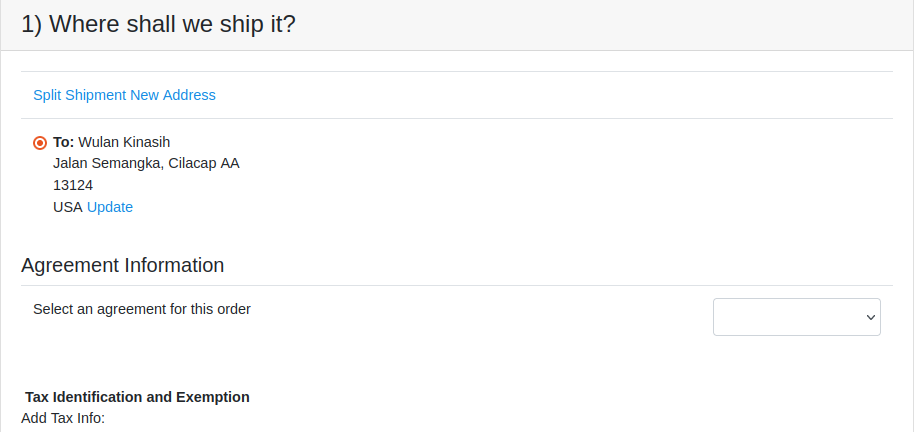 1) Where shall we ship it?
Split Shipment New Address
To: Wulan Kinasih
Jalan Semangka, Cilacap AA
13124
USA Update
Agreement Information
Select an agreement for this order
Tax Identification and Exemption
Add Tax Info: